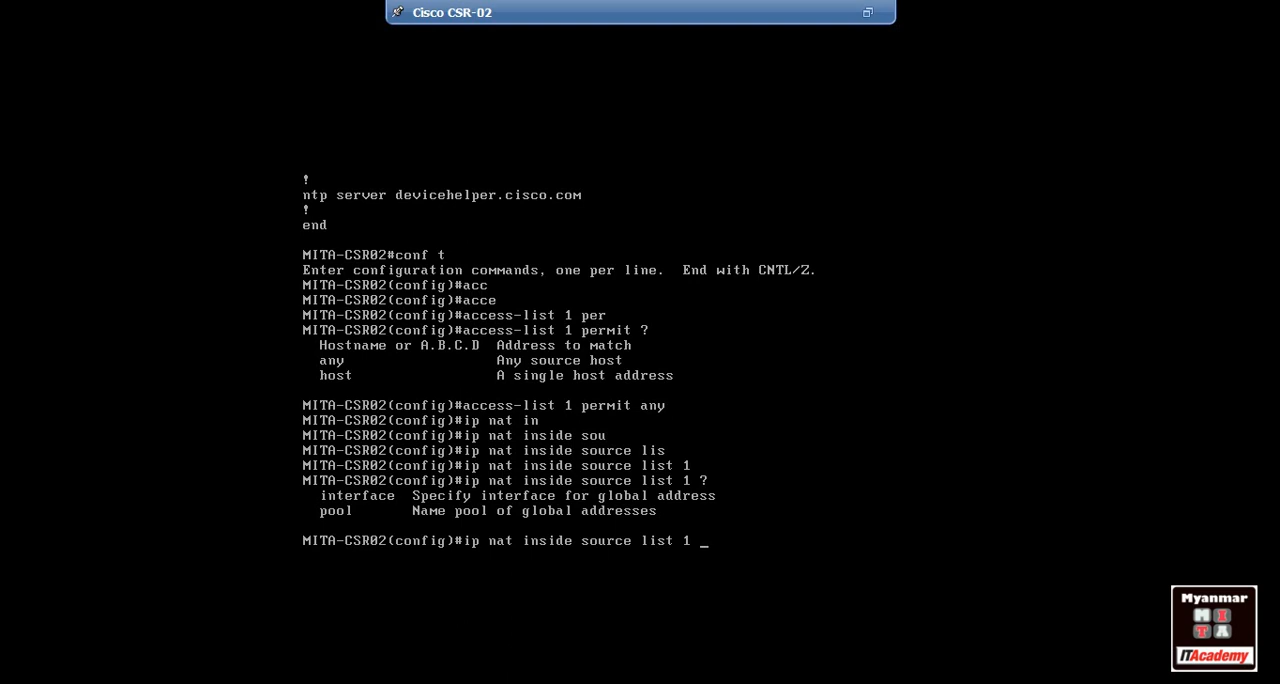 Cisco CSR-02
!
ntp server devicehelper.cisco.com
!
end
MITA-CSR02#conf t
Enter configuration commands, one per line.  End with CNTL/Z.
MITA-CSR02(config)#acc
MITA-CSR02(config)#acce
MITA-CSR02(config)#access-list 1 per
MITA-CSR02(config)#access-list 1 permit ?
  Hostname or A.B.C.D  Address to match
  any                  Any source host
  host                 A single host address
MITA-CSR02(config)#access-list 1 permit any
MITA-CSR02(config)#ip nat in
MITA-CSR02(config)#ip nat inside sou
MITA-CSR02(config)#ip nat inside source lis
MITA-CSR02(config)#ip nat inside source list 1
MITA-CSR02(config)#ip nat inside source list 1 ?
  interface  Specify interface for global address
  pool       Name pool of global addresses
MITA-CSR02(config)#ip nat inside source list 1 _
Myanmar
M I
T A
ITAcademy